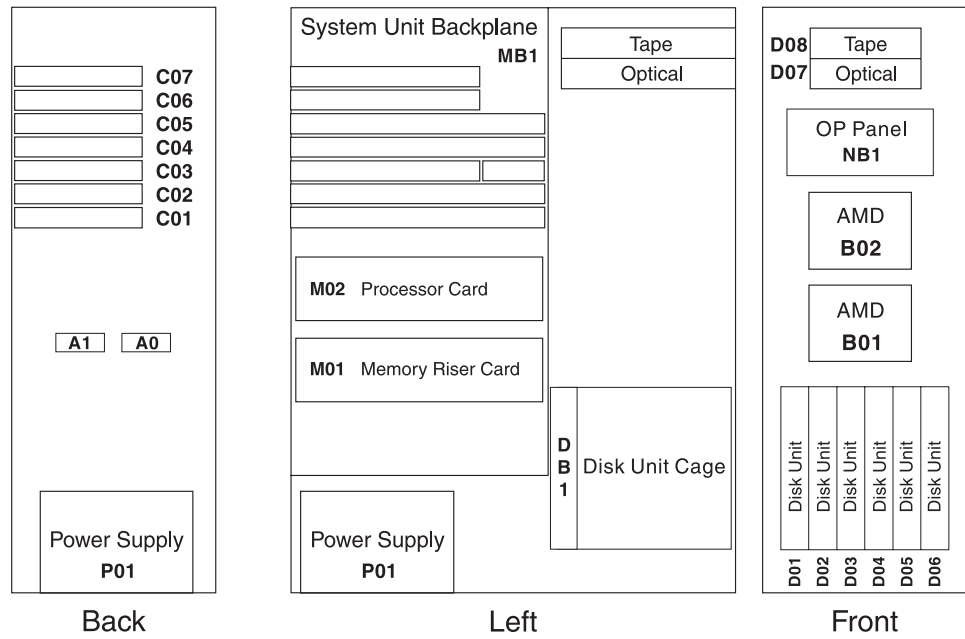 C07
C06
C05
C04
C03
C02
C01
A1 A0
Power Supply
P01
Back
System Unit Backplane
MB1
Tape
Optical
M02 Processor Card
M01 Memory Riser Card
D
B
1
Disk Unit Cage
Power Supply
P01
Left
D08 Tape
D07 Optical
OP Panel
NB1
AMD
B02
AMD
B01
Disk Unit
Disk Unit
Disk Unit
Disk Unit
Disk Unit
Disk Unit
D01
D02
D03
D04
D05
D06
Front